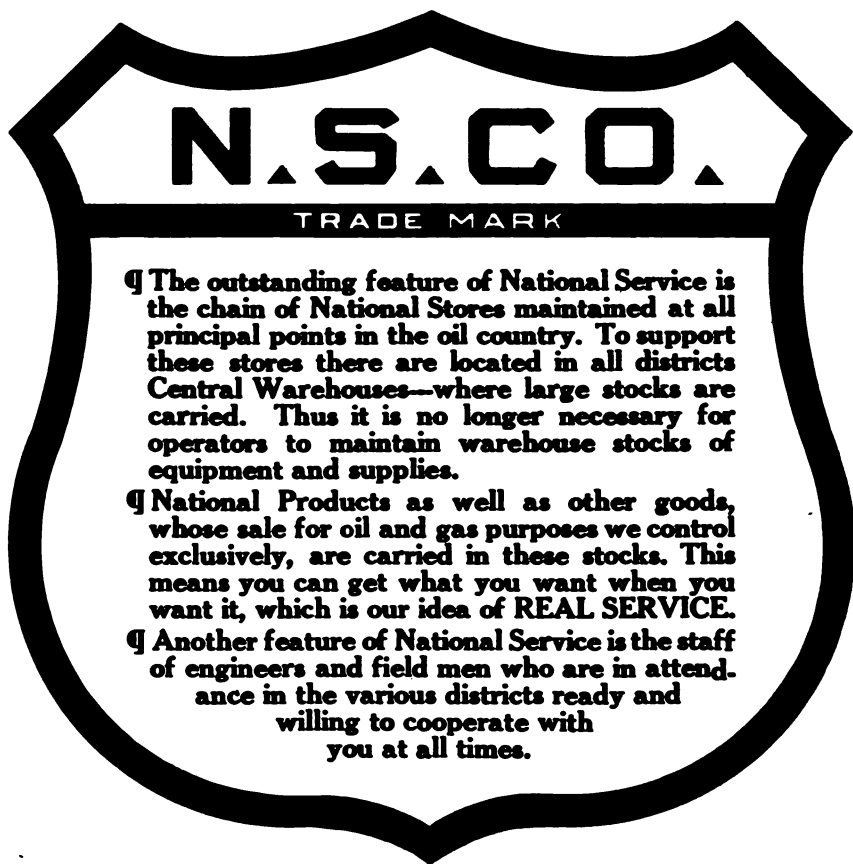 N.S.CO.
TRADE MARK
¶ The outstanding feature of National Service is
the chain of National Stores maintained at all
principal points in the oil country. To support
these stores there are located in all districts
Central Warehouses—where large stocks are
carried. Thus it is no longer necessary for
operators to maintain warehouse stocks of
equipment and supplies.
¶ National Products as well as other goods,
whose sale for oil and gas purposes we control
exclusively, are carried in these stocks. This
means you can get what you want when you
want it, which is our idea of REAL SERVICE.
¶ Another feature of National Service is the staff
of engineers and field men who are in attend-
ance in the various districts ready and
willing to cooperate with
you at all times.